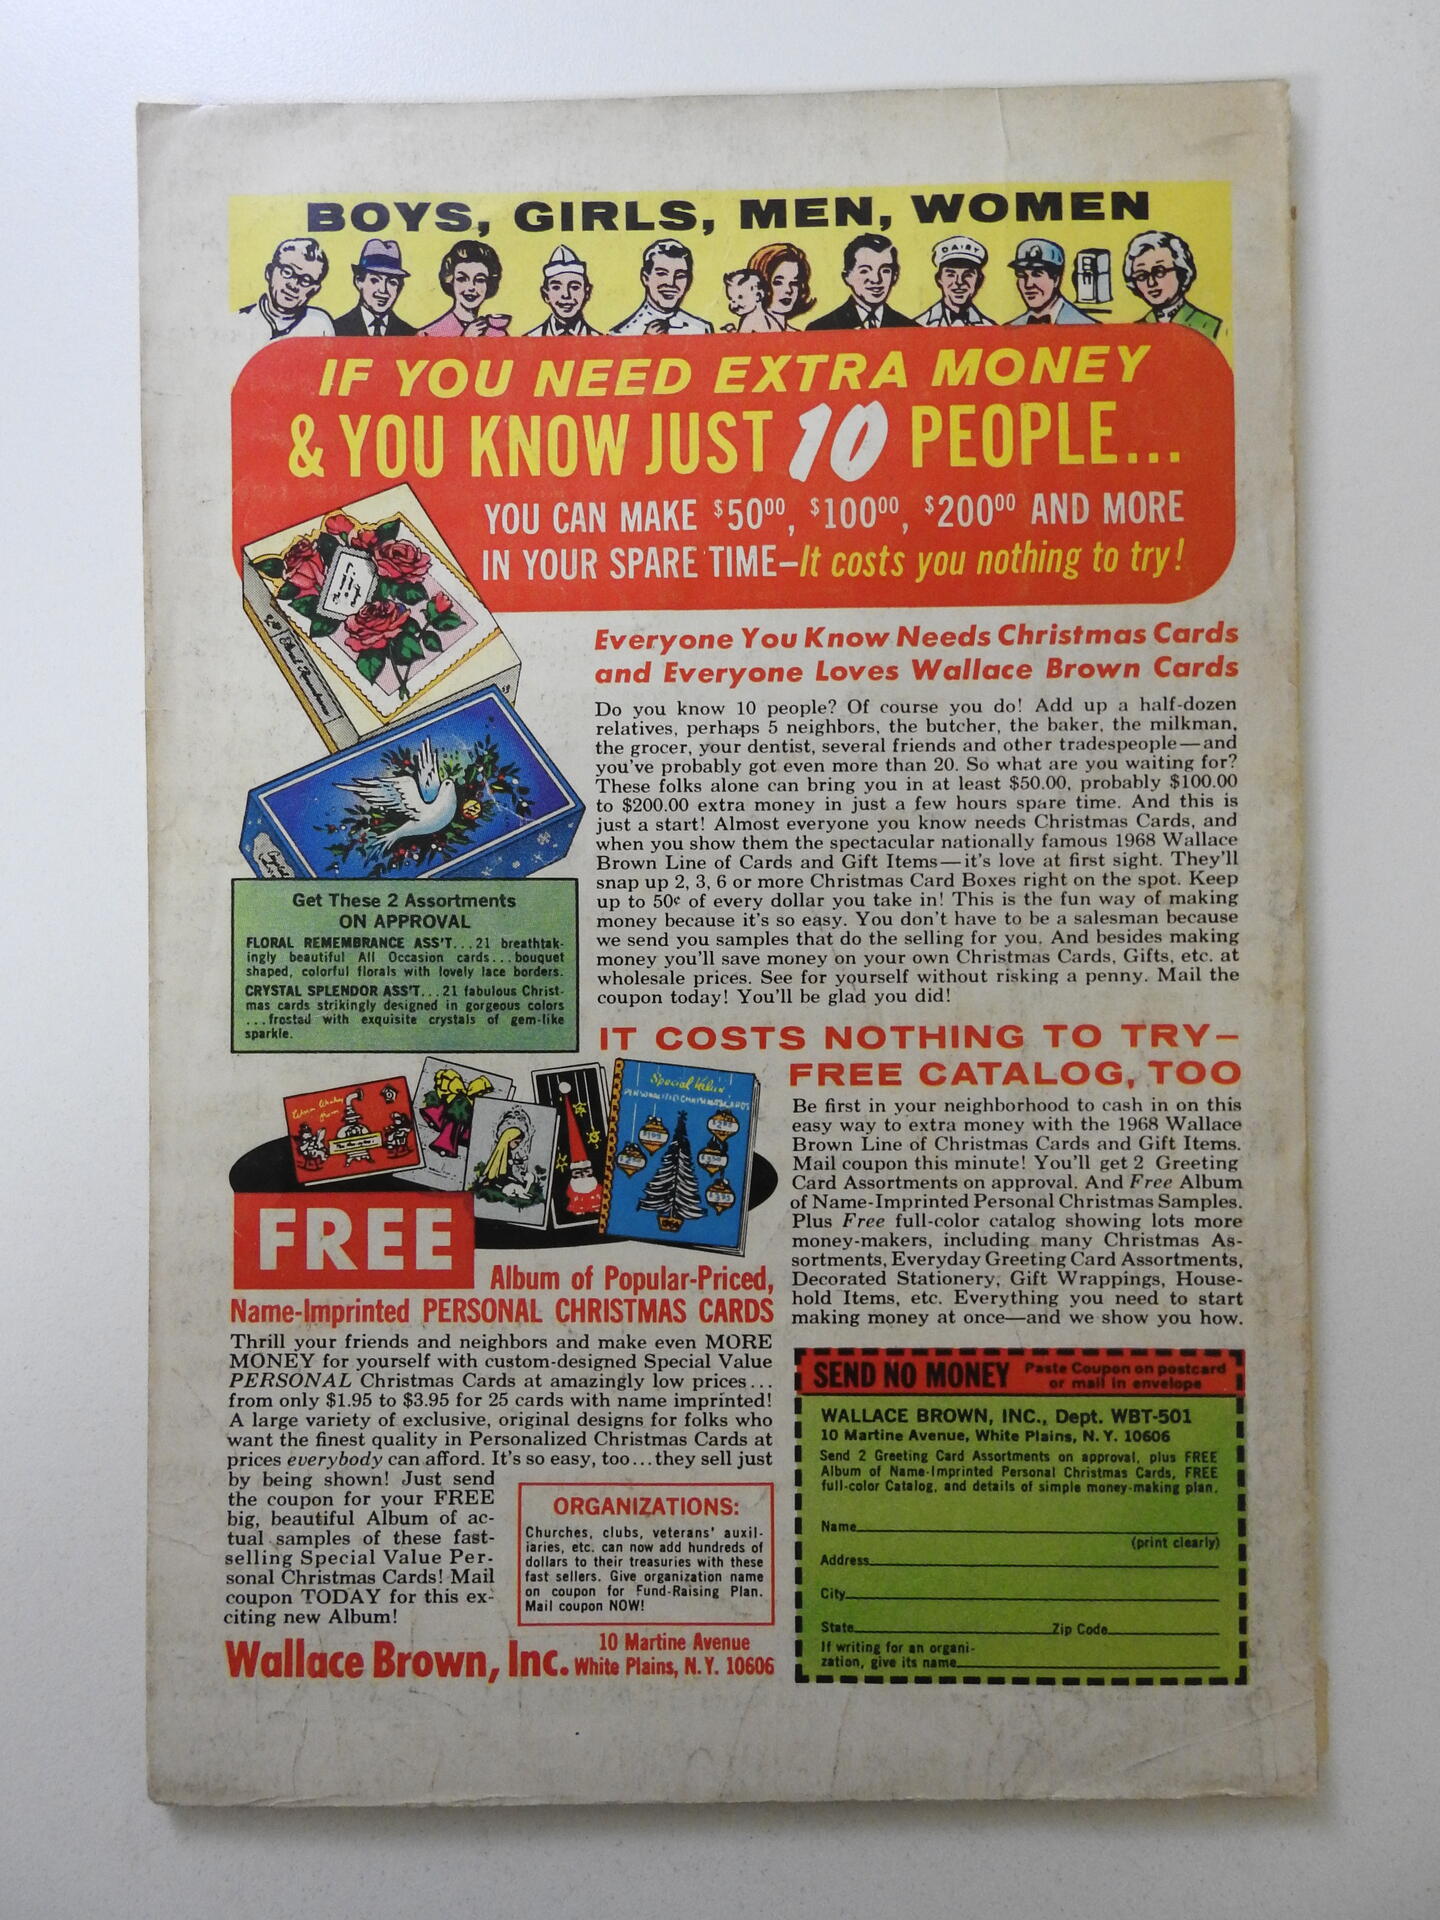 BOYS, GIRLS, MEN, WOMEN
DAIRY
IF YOU NEED EXTRA MONEY
& YOU KNOW JUST 10 PEOPLE...
YOU CAN MAKE $50⁰⁰, $100⁰⁰, $200⁰⁰ AND MORE
IN YOUR SPARE TIME—It costs you nothing to try!
Everyone You Know Needs Christmas Cards
and Everyone Loves Wallace Brown Cards
Do you know 10 people? Of course you do! Add up a half-dozen
relatives, perhaps 5 neighbors, the butcher, the baker, the milkman,
the grocer, your dentist, several friends and other tradespeople—and
you've probably got even more than 20. So what are you waiting for?
These folks alone can bring you in at least $50.00, probably $100.00
to $200.00 extra money in just a few hours spare time. And this is
just a start! Almost everyone you know needs Christmas Cards, and
when you show them the spectacular nationally famous 1968 Wallace
Brown Line of Cards and Gift Items—it's love at first sight. They'll
snap up 2, 3, 6 or more Christmas Card Boxes right on the spot. Keep
up to 50¢ of every dollar you take in! This is the fun way of making
money because it's so easy. You don't have to be a salesman because
we send you samples that do the selling for you. And besides making
money you'll save money on your own Christmas Cards, Gifts, etc. at
wholesale prices. See for yourself without risking a penny. Mail the
coupon today! You'll be glad you did!
Floral Remembrance
Get These 2 Assortments
ON APPROVAL
FLORAL REMEMBRANCE ASS'T...21 breathtak-
ingly beautiful All Occasion cards...bouquet
shaped, colorful florals with lovely lace borders.
CRYSTAL SPLENDOR ASS'T...21 fabulous Christ-
mas cards strikingly designed in gorgeous colors
...frosted with exquisite crystals of gem-like
sparkle.
IT COSTS NOTHING TO TRY—
FREE CATALOG, TOO
Be first in your neighborhood to cash in on this
easy way to extra money with the 1968 Wallace
Brown Line of Christmas Cards and Gift Items.
Mail coupon this minute! You'll get 2 Greeting
Card Assortments on approval. And Free Album
of Name-Imprinted Personal Christmas Samples.
Plus Free full-color catalog showing lots more
money-makers, including many Christmas As-
sortments, Everyday Greeting Card Assortments,
Decorated Stationery, Gift Wrappings, House-
hold Items, etc. Everything you need to start
making money at once—and we show you how.
Special Value
PERSONALIZED CHRISTMAS CARDS
FREE
Album of Popular-Priced,
Name-Imprinted PERSONAL CHRISTMAS CARDS
Thrill your friends and neighbors and make even MORE
MONEY for yourself with custom-designed Special Value
PERSONAL Christmas Cards at amazingly low prices...
from only $1.95 to $3.95 for 25 cards with name imprinted!
A large variety of exclusive, original designs for folks who
want the finest quality in Personalized Christmas Cards at
prices everybody can afford. It's so easy, too...they sell just
by being shown! Just send
the coupon for your FREE
big, beautiful Album of ac-
tual samples of these fast-
selling Special Value Per-
sonal Christmas Cards! Mail
coupon TODAY for this ex-
citing new Album!
ORGANIZATIONS:
Churches, clubs, veterans' auxil-
iaries, etc. can now add hundreds of
dollars to their treasuries with these
fast sellers. Give organization name
on coupon for Fund-Raising Plan.
Mail coupon NOW!
Wallace Brown, Inc.
10 Martine Avenue
White Plains, N.Y. 10606
SEND NO MONEY
Paste Coupon on postcard
or mail in envelope
WALLACE BROWN, INC., Dept. WBT-501
10 Martine Avenue, White Plains, N. Y. 10606
Send 2 Greeting Card Assortments on approval, plus FREE
Album of Name-Imprinted Personal Christmas Cards, FREE
full-color Catalog, and details of simple money-making plan.
Name
(print clearly)
Address
City
State Zip Code
If writing for an organi-
zation, give its name